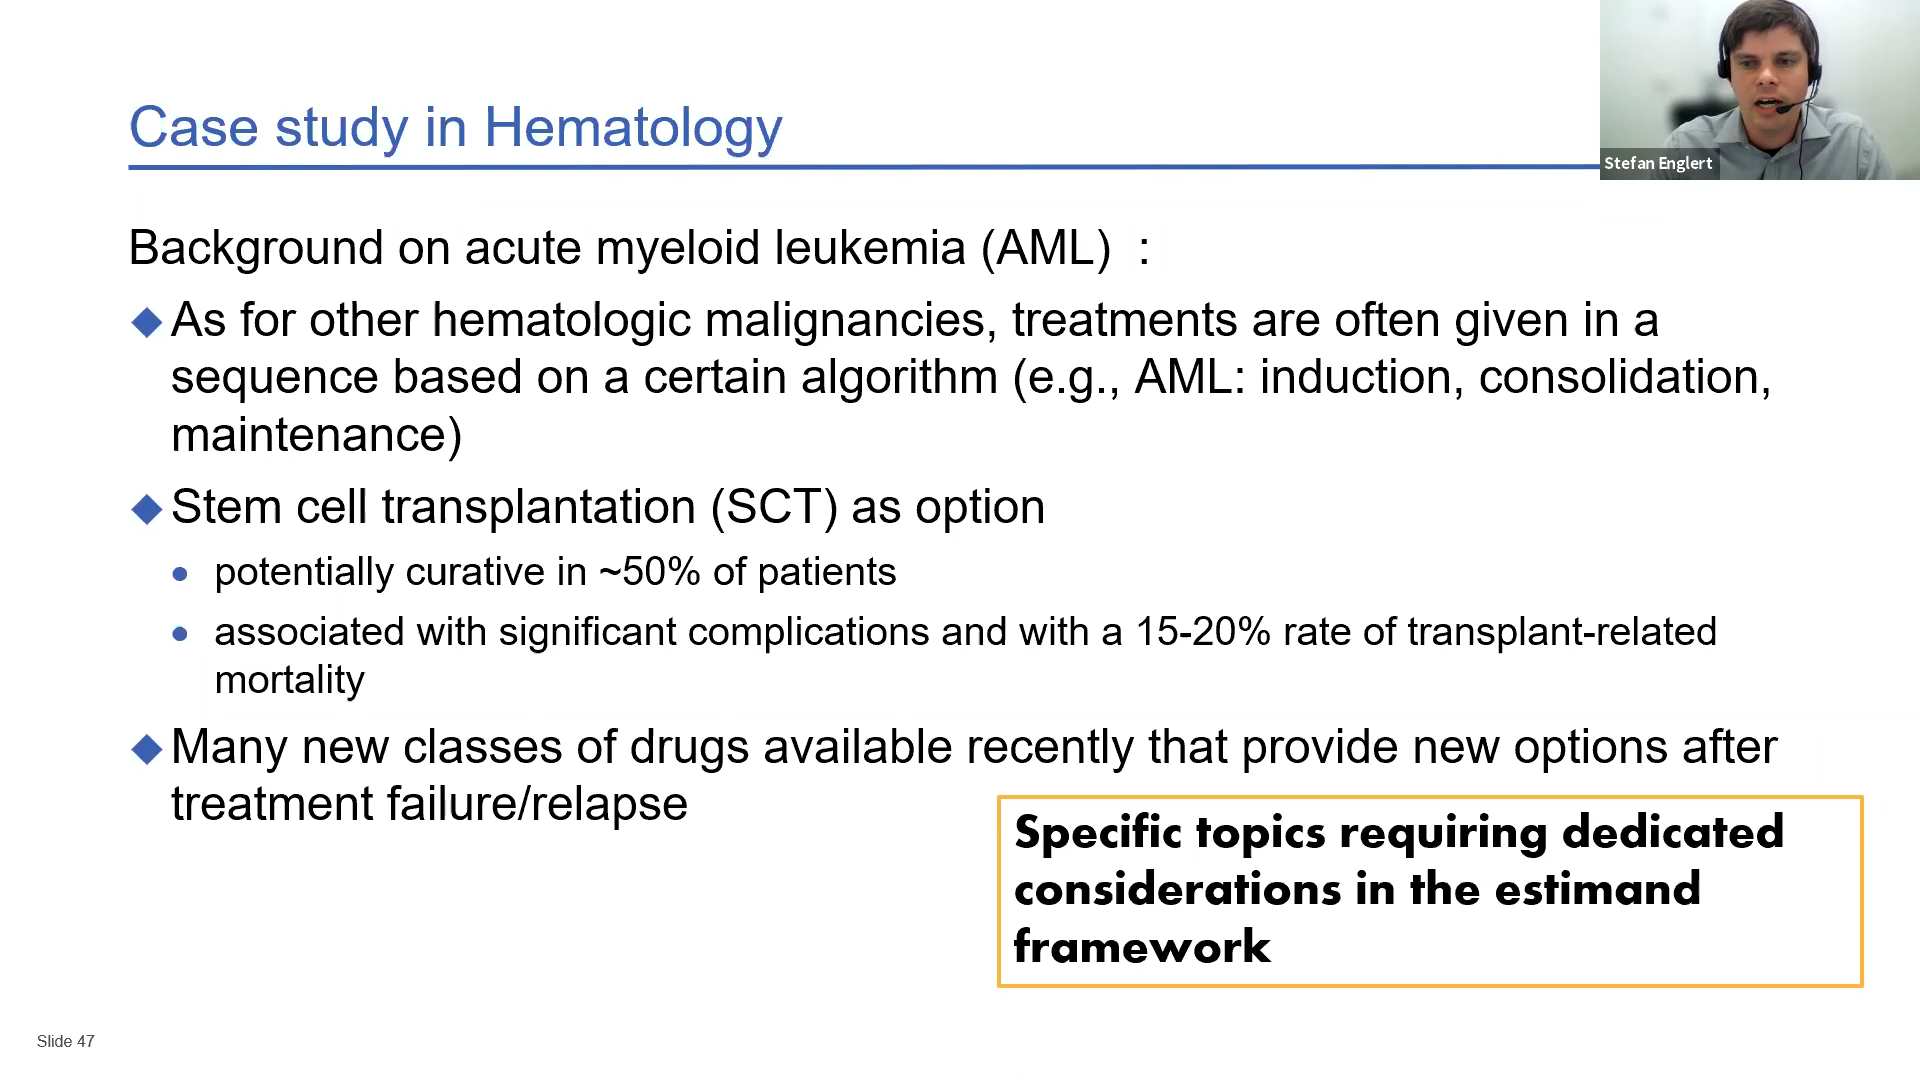 Case study in Hematology
Stefan Englert
Background on acute myeloid leukemia (AML) :
As for other hematologic malignancies, treatments are often given in a
sequence based on a certain algorithm (e.g., AML: induction, consolidation,
maintenance)
Stem cell transplantation (SCT) as option
potentially curative in ~50% of patients
associated with significant complications and with a 15-20% rate of transplant-related
mortality
Many new classes of drugs available recently that provide new options after
treatment failure/relapse
Specific topics requiring dedicated
considerations in the estimand
framework
Slide 47